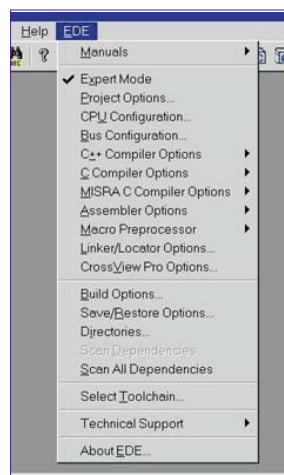 Help EDE
Manuals
Expert Mode
Project Options...
CPU Configuration...
Bus Configuration...
C++ Compiler Options
C Compiler Options
MISRA C Compiler Options
Assembler Options
Macro Preprocessor
Linker/Locator Options...
CrossView Pro Options...
Build Options...
Save/Restore Options...
Directories...
Scan Dependencies
Scan All Dependencies
Select Toolchain...
Technical Support
About EDE...